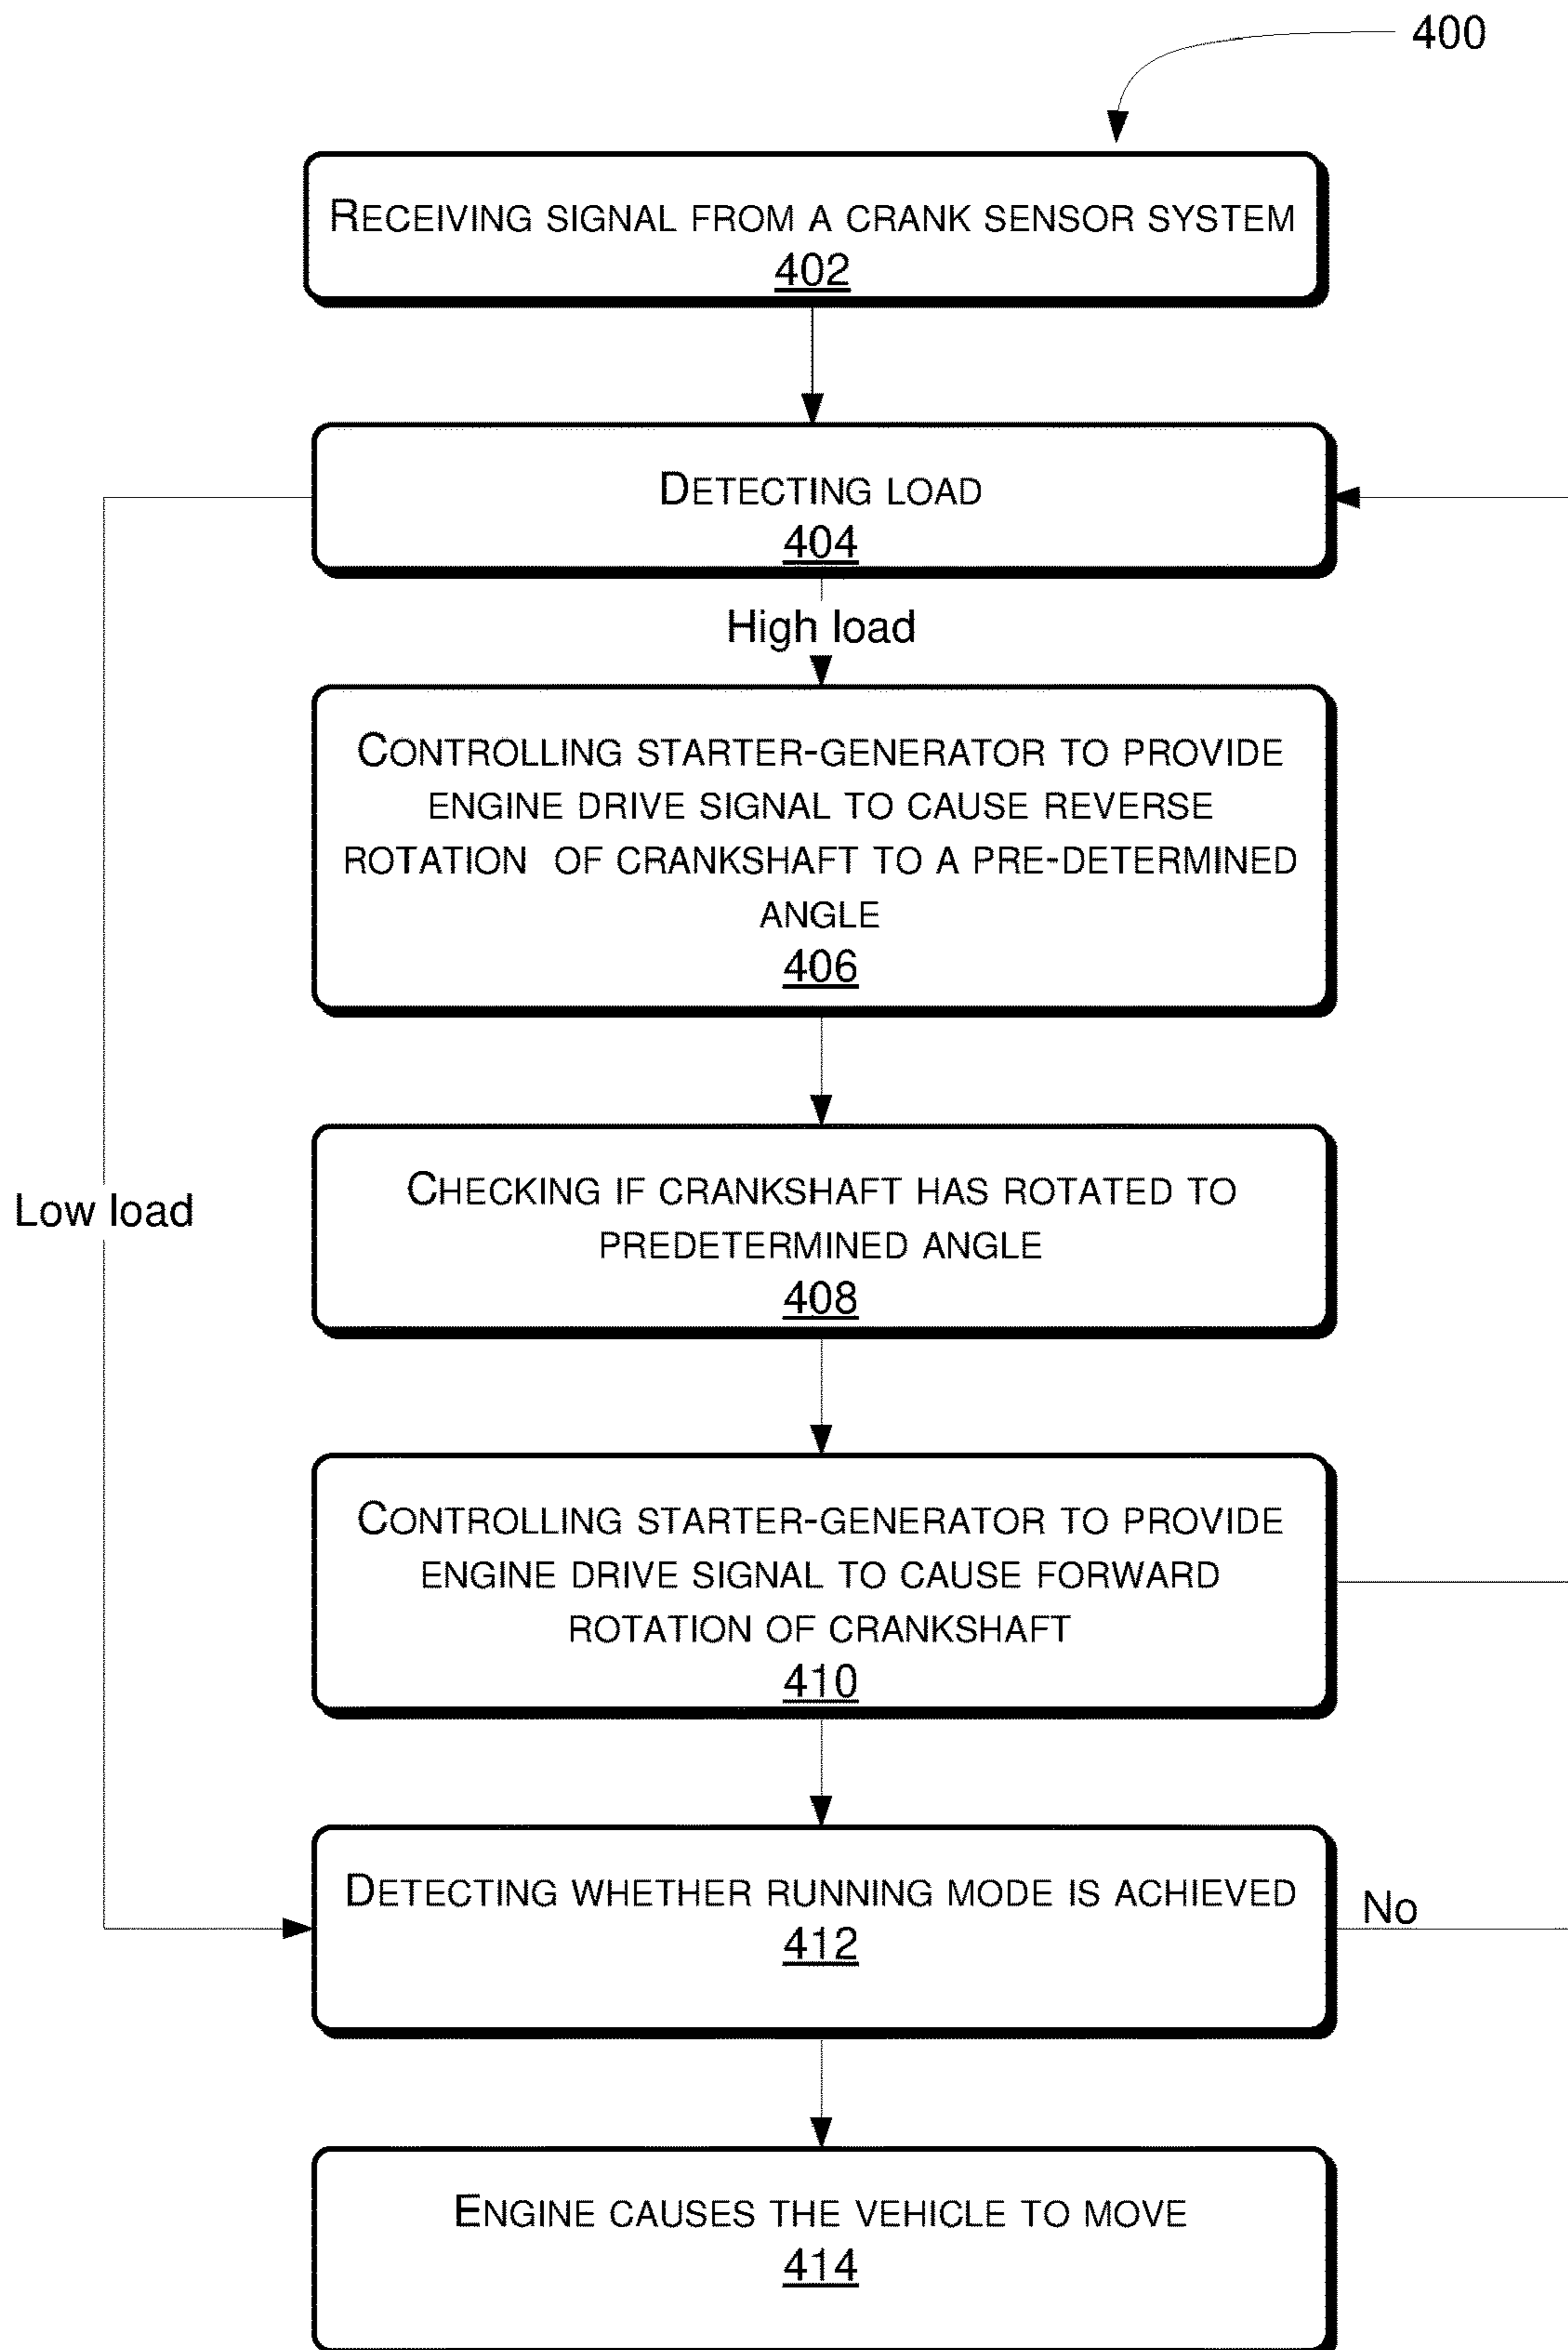 400
RECEIVING SIGNAL FROM A CRANK SENSOR SYSTEM
402
DETECTING LOAD
404
High load
CONTROLLING STARTER-GENERATOR TO PROVIDE
ENGINE DRIVE SIGNAL TO CAUSE REVERSE
ROTATION OF CRANKSHAFT TO A PRE-DETERMINED
ANGLE
406
CHECKING IF CRANKSHAFT HAS ROTATED TO
PREDETERMINED ANGLE
408
Low load
CONTROLLING STARTER-GENERATOR TO PROVIDE
ENGINE DRIVE SIGNAL TO CAUSE FORWARD
ROTATION OF CRANKSHAFT
410
DETECTING WHETHER RUNNING MODE IS ACHIEVED
412
No
ENGINE CAUSES THE VEHICLE TO MOVE
414